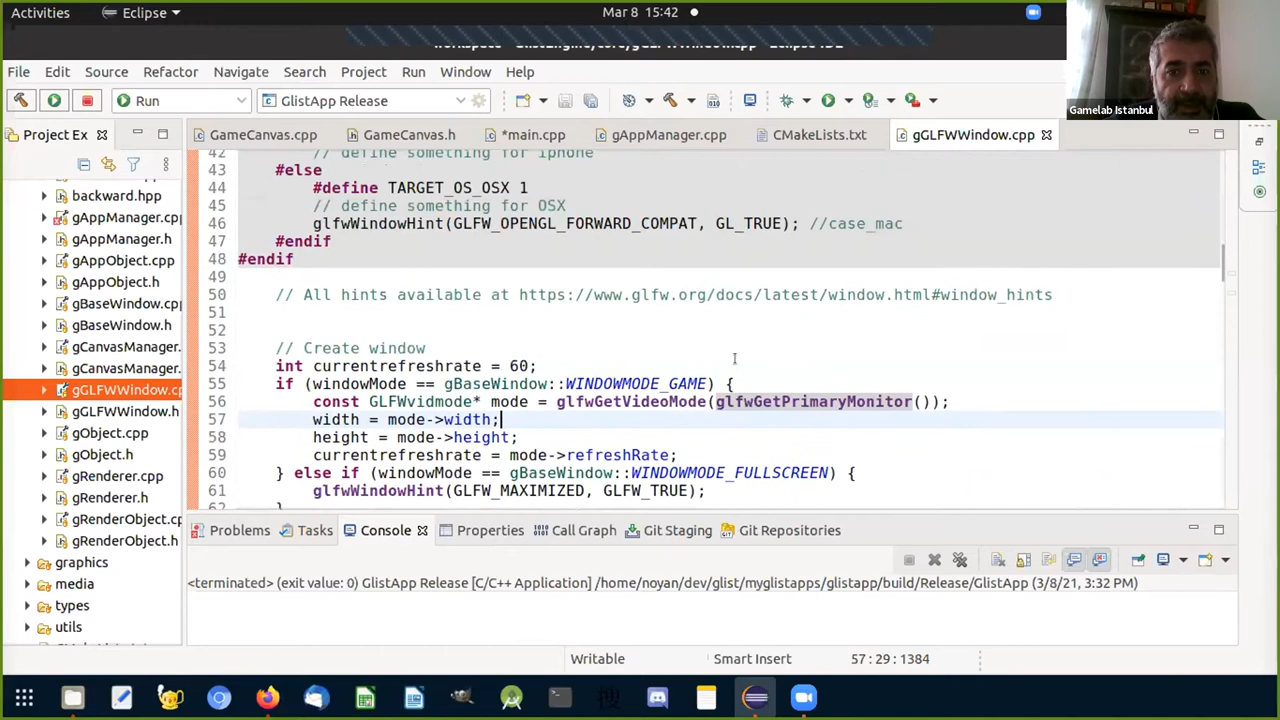 Activities
Eclipse
Mar 8 15:42
Gamelab Istanbul
File Edit Source Refactor Navigate Search Project Run Window Help
Run
GlistApp Release
Project Ex
GameCanvas.cpp
GameCanvas.h
*main.cpp
gAppManager.cpp
CMakeLists.txt
gGLFWWindow.cpp
backward.hpp
gAppManager.cp
gAppManager.h
gAppObject.cpp
gAppObject.h
gBaseWindow.cp
gBaseWindow.h
gCanvasManager.
gCanvasManager.
gGLFWWindow.cp
gGLFWWindow.h
gObject.cpp
gObject.h
gRenderer.cpp
gRenderer.h
gRenderObject.cp
gRenderObject.h
graphics
media
types
utils
42 // define something for iphone
43 #else
44 #define TARGET_OS_OSX 1
45 // define something for OSX
46 glfwWindowHint(GLFW_OPENGL_FORWARD_COMPAT, GL_TRUE); //case_mac
47 #endif
48 #endif
49
50 // All hints available at https://www.glfw.org/docs/latest/window.html#window_hints
51
52
53 // Create window
54 int currentrefreshrate = 60;
55 if (windowMode == gBaseWindow::WINDOWMODE_GAME) {
56 const GLFWvidmode* mode = glfwGetVideoMode(glfwGetPrimaryMonitor());
57 width = mode->width;
58 height = mode->height;
59 currentrefreshrate = mode->refreshRate;
60 } else if (windowMode == gBaseWindow::WINDOWMODE_FULLSCREEN) {
61 glfwWindowHint(GLFW_MAXIMIZED, GLFW_TRUE);
62 }
Problems Tasks Console Properties Call Graph Git Staging Git Repositories
<terminated> (exit value: 0) GlistApp Release [C/C++ Application] /home/noyan/dev/glist/myglistapps/glistapp/build/Release/GlistApp (3/8/21, 3:32 PM)
Writable
Smart Insert
57:29:1384